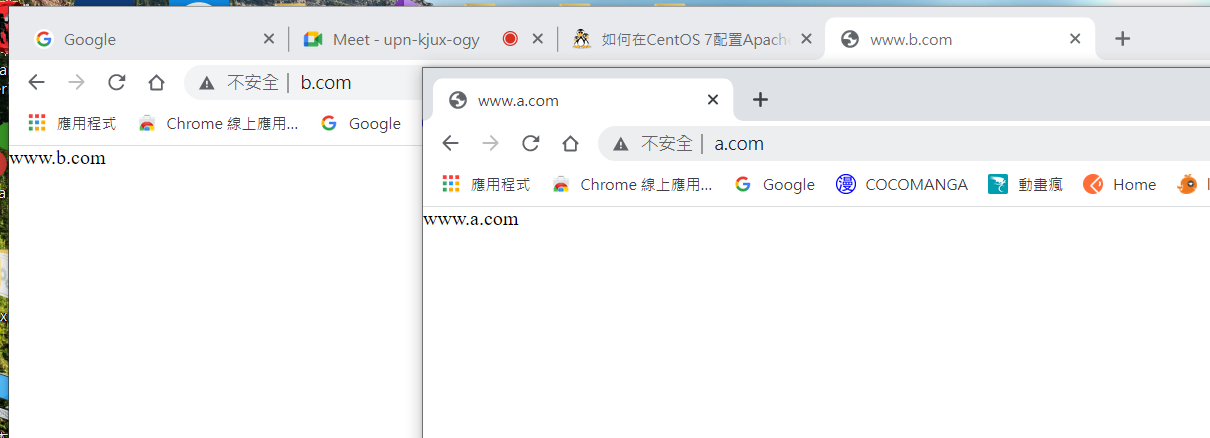 Google
Meet - upn-kjux-ogy
如何在CentOS 7配置Apache
www.b.com
不安全 b.com
應用程式
Chrome 線上應用...
Google
www.b.com
www.a.com
不安全 a.com
應用程式
Chrome 線上應用...
Google
漫
COCOMANGA
動畫瘋
Home
www.a.com